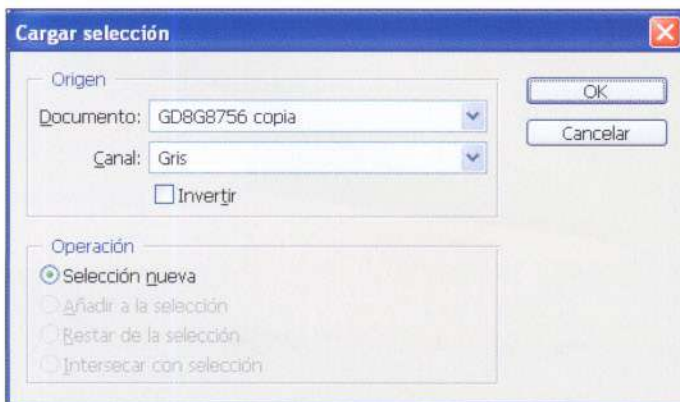 Cargar selección
Origen
Documento: GD8G8756 copia
Canal: Gris
Invertir
OK
Cancelar
Operación
Selección nueva
Añadir a la selección
Restar de la selección
Intersecar con selección